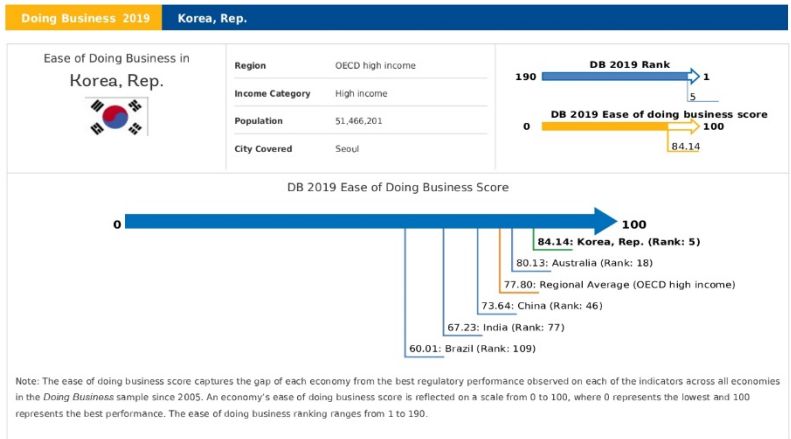 Doing Business 2019 Korea, Rep.
Ease of Doing Business in
Korea, Rep.
Region OECD high income
Income Category High income
Population 51,466,201
City Covered Seoul
DB 2019 Rank
190 1
5
DB 2019 Ease of doing business score
0 100
84.14
DB 2019 Ease of Doing Business Score
0 100
84.14: Korea, Rep. (Rank: 5)
80.13: Australia (Rank: 18)
77.80: Regional Average (OECD high income)
73.64: China (Rank: 46)
67.23: India (Rank: 77)
60.01: Brazil (Rank: 109)
Note: The ease of doing business score captures the gap of each economy from the best regulatory performance observed on each of the indicators across all economies
in the Doing Business sample since 2005. An economy's ease of doing business score is reflected on a scale from 0 to 100, where 0 represents the lowest and 100
represents the best performance. The ease of doing business ranking ranges from 1 to 190.